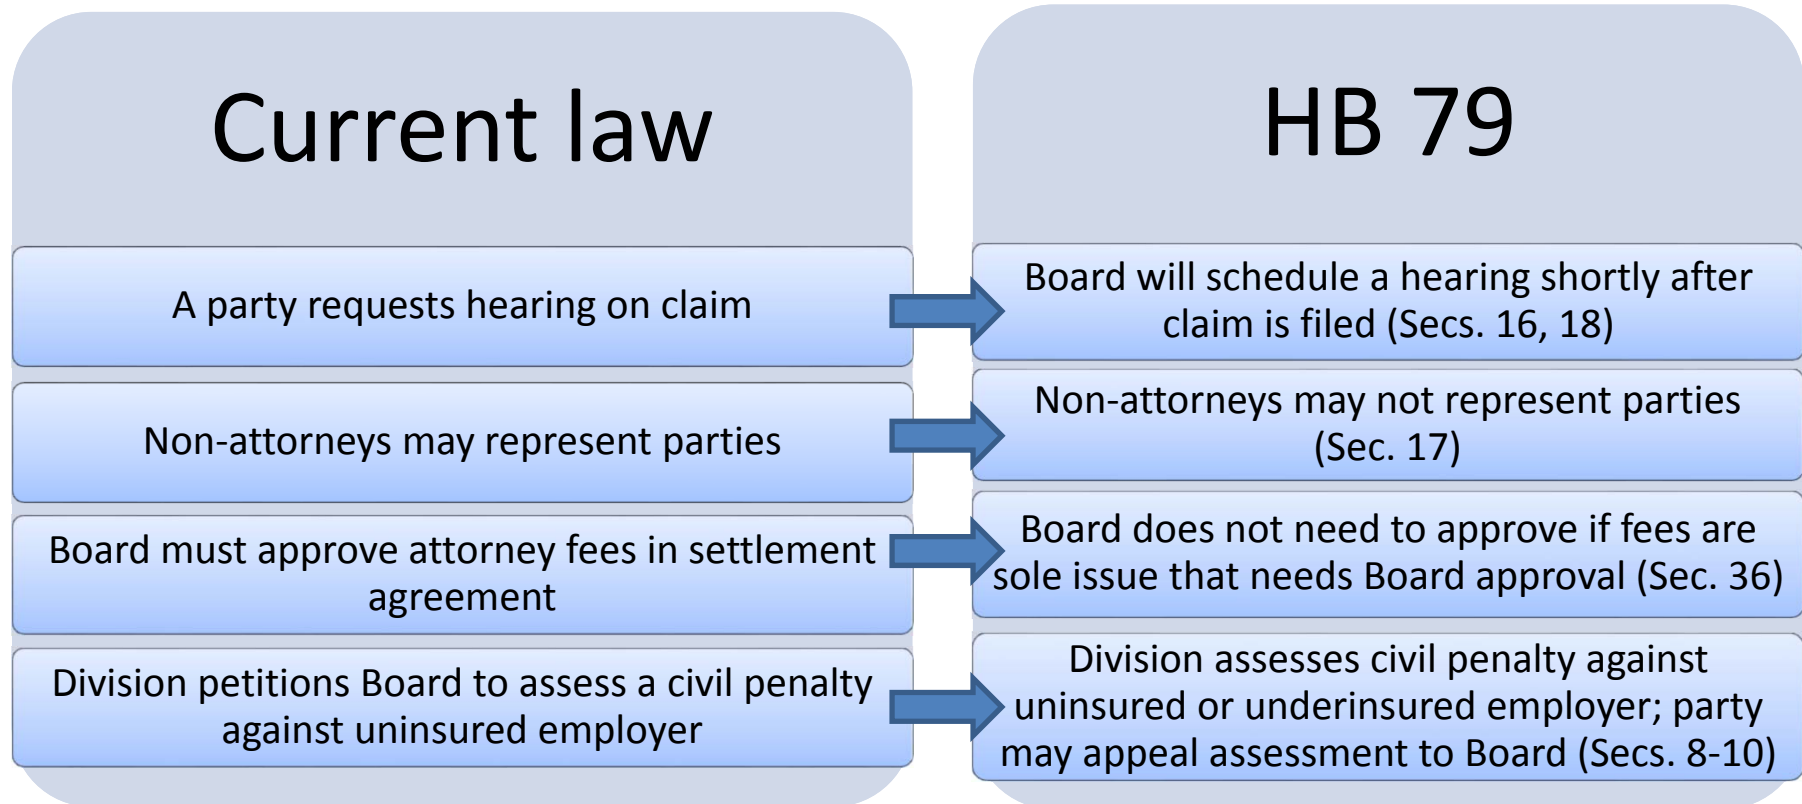 Current law
A party requests hearing on claim
Non-attorneys may represent parties
Board must approve attorney fees in settlement
agreement
Division petitions Board to assess a civil penalty
against uninsured employer
HB 79
Board will schedule a hearing shortly after
claim is filed (Secs. 16, 18)
Non-attorneys may not represent parties
(Sec. 17)
Board does not need to approve if fees are
sole issue that needs Board approval (Sec. 36)
Division assesses civil penalty against
uninsured or underinsured employer; party
may appeal assessment to Board (Secs. 8-10)